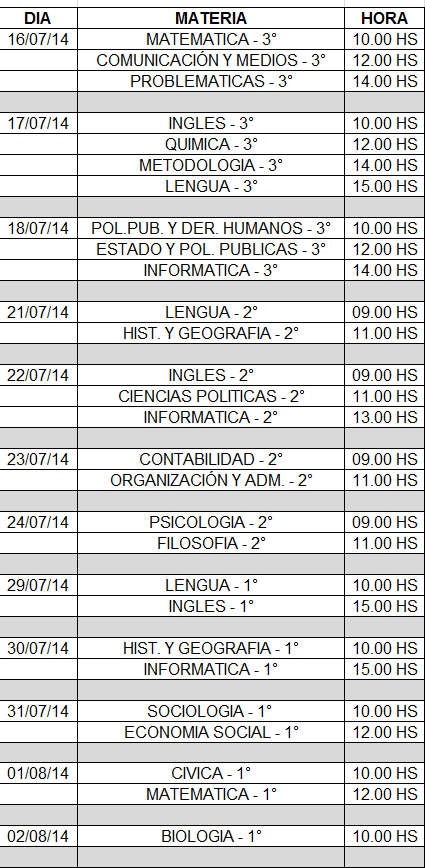 DIA MATERIA HORA
16/07/14 MATEMATICA - 3° 10.00 HS
COMUNICACIÓN Y MEDIOS - 3° 12.00 HS
PROBLEMATICAS - 3° 14.00 HS
17/07/14 INGLES - 3° 10.00 HS
QUIMICA - 3° 12.00 HS
METODOLOGIA - 3° 14.00 HS
LENGUA - 3° 15.00 HS
18/07/14 POL.PUB. Y DER. HUMANOS - 3° 10.00 HS
ESTADO Y POL. PUBLICAS - 3° 12.00 HS
INFORMATICA - 3° 14.00 HS
21/07/14 LENGUA - 2° 09.00 HS
HIST. Y GEOGRAFIA - 2° 11.00 HS
22/07/14 INGLES - 2° 09.00 HS
CIENCIAS POLITICAS - 2° 11.00 HS
INFORMATICA - 2° 13.00 HS
23/07/14 CONTABILIDAD - 2° 09.00 HS
ORGANIZACIÓN Y ADM. - 2° 11.00 HS
24/07/14 PSICOLOGIA - 2° 09.00 HS
FILOSOFIA - 2° 11.00 HS
29/07/14 LENGUA - 1° 10.00 HS
INGLES - 1° 15.00 HS
30/07/14 HIST. Y GEOGRAFIA - 1° 10.00 HS
INFORMATICA - 1° 15.00 HS
31/07/14 SOCIOLOGIA - 1° 10.00 HS
ECONOMIA SOCIAL - 1° 12.00 HS
01/08/14 CIVICA - 1° 10.00 HS
MATEMATICA - 1° 12.00 HS
02/08/14 BIOLOGIA - 1° 10.00 HS